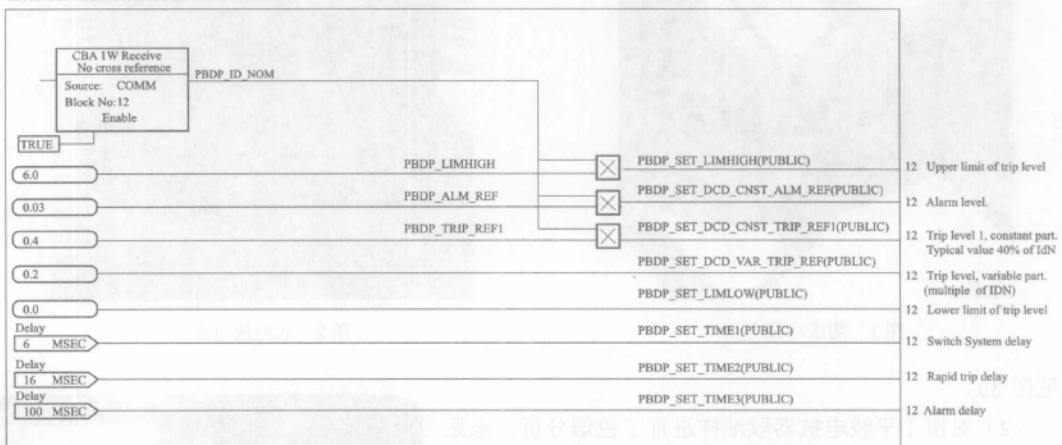 CBA 1W Receive
No cross reference
Source: COMM
Block No:12
Enable
PBDP_ID_NOM
TRUE
6.0 PBDP_LIMHIGH PBDP_SET_LIMHIGH(PUBLIC) 12 Upper limit of trip level
0.03 PBDP_ALM_REF PBDP_SET_DCD_CNST_ALM_REF(PUBLIC) 12 Alarm level.
0.4 PBDP_TRIP_REF1 PBDP_SET_DCD_CNST_TRIP_REF1(PUBLIC) 12 Trip level 1, constant part.
Typical value 40% of IdN
0.2 PBDP_SET_DCD_VAR_TRIP_REF(PUBLIC) 12 Trip level, variable part.
(multiple of IDN)
0.0 PBDP_SET_LIMLOW(PUBLIC) 12 Lower limit of trip level
Delay
6 MSEC PBDP_SET_TIME1(PUBLIC) 12 Switch System delay
Delay
16 MSEC PBDP_SET_TIME2(PUBLIC) 12 Rapid trip delay
Delay
100 MSEC PBDP_SET_TIME3(PUBLIC) 12 Alarm delay